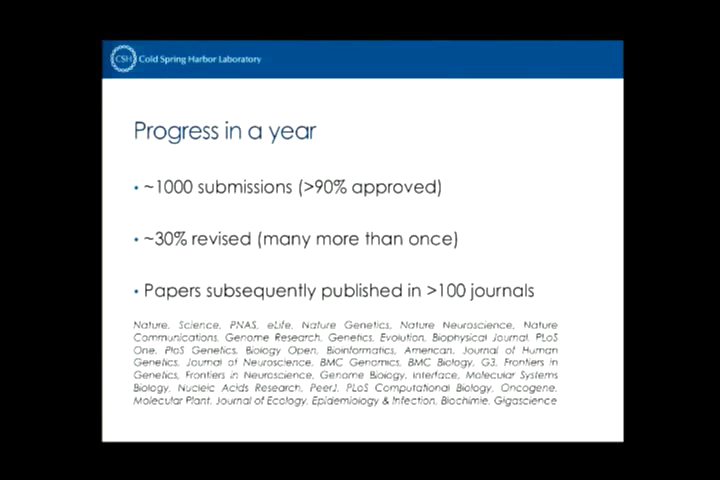 CSH Cold Spring Harbor Laboratory
Progress in a year
• ~1000 submissions (>90% approved)
• ~30% revised (many more than once)
• Papers subsequently published in >100 journals
Nature, Science, PNAS, eLife, Nature Genetics, Nature Neuroscience, Nature
Communications, Genome Research, Genetics, Evolution, Biophysical Journal, PLoS
One, PloS Genetics, Biology Open, Bioinformatics, American, Journal of Human
Genetics, Journal of Neuroscience, BMC Genomics, BMC Biology, G3, Frontiers in
Genetics, Frontiers in Neuroscience, Genome Biology, Interface, Molecular Systems
Biology, Nucleic Acids Research, PeerJ, PLoS Computational Biology, Oncogene,
Molecular Plant, Journal of Ecology, Epidemiology & Infection, Biochimie, Gigascience